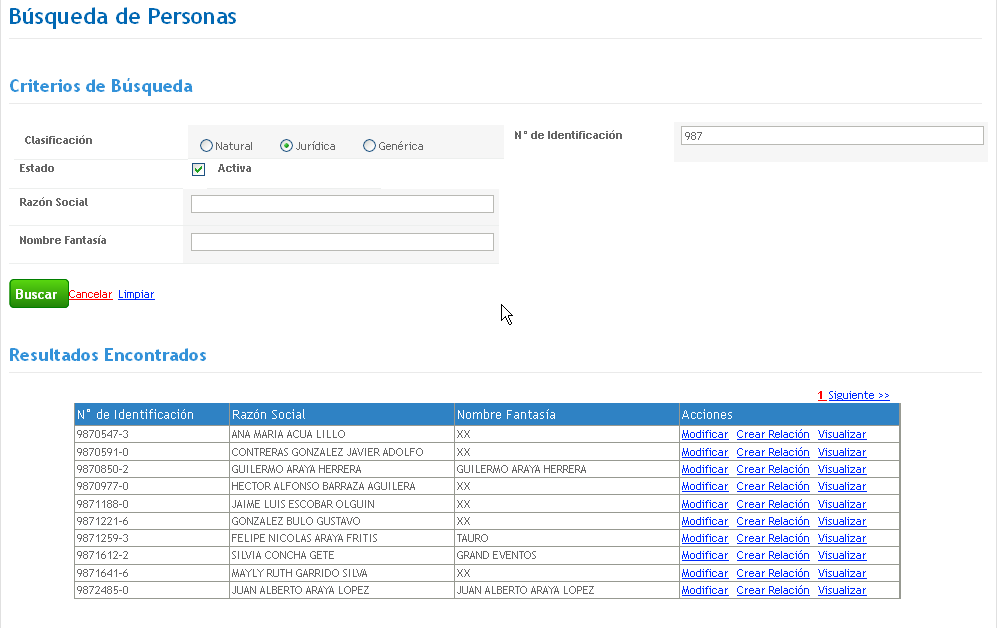 Búsqueda de Personas
Criterios de Búsqueda
Clasificación Natural Jurídica Genérica N° de Identificación 987
Estado Activa
Razón Social
Nombre Fantasía
Buscar Cancelar Limpiar
Resultados Encontrados
1 Siguiente >>
N° de Identificación Razón Social Nombre Fantasía Acciones
9870547-3 ANA MARIA ACUA LILLO XX Modificar Crear Relación Visualizar
9870591-0 CONTRERAS GONZALEZ JAVIER ADOLFO XX Modificar Crear Relación Visualizar
9870850-2 GUILERMO ARAYA HERRERA GUILERMO ARAYA HERRERA Modificar Crear Relación Visualizar
9870977-0 HECTOR ALFONSO BARRAZA AGUILERA XX Modificar Crear Relación Visualizar
9871188-0 JAIME LUIS ESCOBAR OLGUIN XX Modificar Crear Relación Visualizar
9871221-6 GONZALEZ BULO GUSTAVO XX Modificar Crear Relación Visualizar
9871259-3 FELIPE NICOLAS ARAYA FRITIS TAURO Modificar Crear Relación Visualizar
9871612-2 SILVIA CONCHA GETE GRAND EVENTOS Modificar Crear Relación Visualizar
9871641-6 MAYLY RUTH GARRIDO SILVA XX Modificar Crear Relación Visualizar
9872485-0 JUAN ALBERTO ARAYA LOPEZ JUAN ALBERTO ARAYA LOPEZ Modificar Crear Relación Visualizar